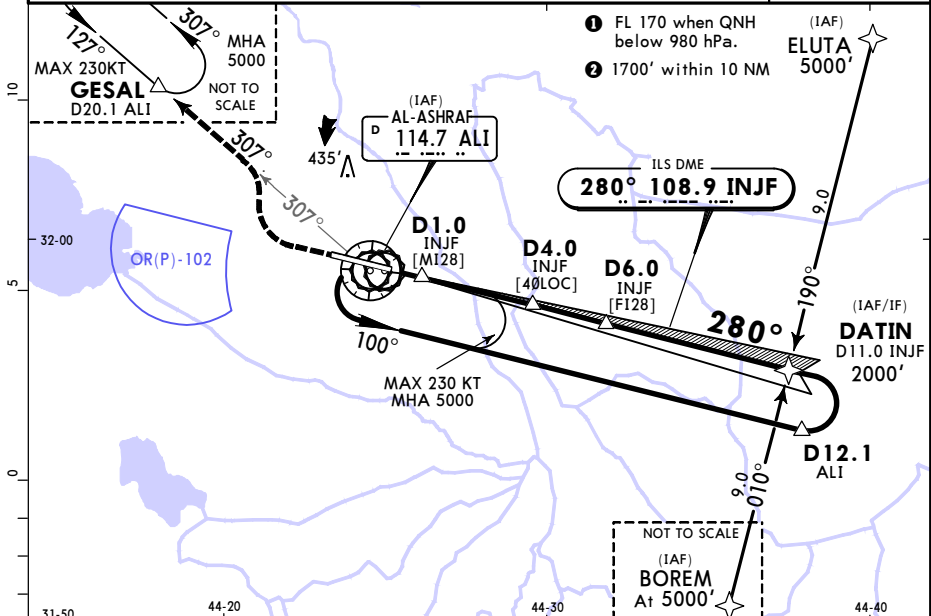 307°
127°
MHA
5000
MAX 230KT
GESAL
D20.1 ALI
NOT TO
SCALE
❶ FL 170 when QNH
below 980 hPa.
❷ 1700' within 10 NM
(IAF)
ELUTA
5000'
10
307°
435'
(IAF)
AL-ASHRAF
D 114.7 ALI
ILS DME
280° 108.9 INJF
307°
9.0
32-00
OR(P)-102
D1.0
INJF
[MI28]
D4.0
INJF
[40LOC]
D6.0
INJF
[FI28]
190°
5
280°
(IAF/IF)
DATIN
D11.0 INJF
2000'
100°
MAX 230 KT
MHA 5000
D12.1
ALI
0
9.0
010°
NOT TO SCALE
(IAF)
BOREM
At 5000'
31-50
44-20
44-30
44-40